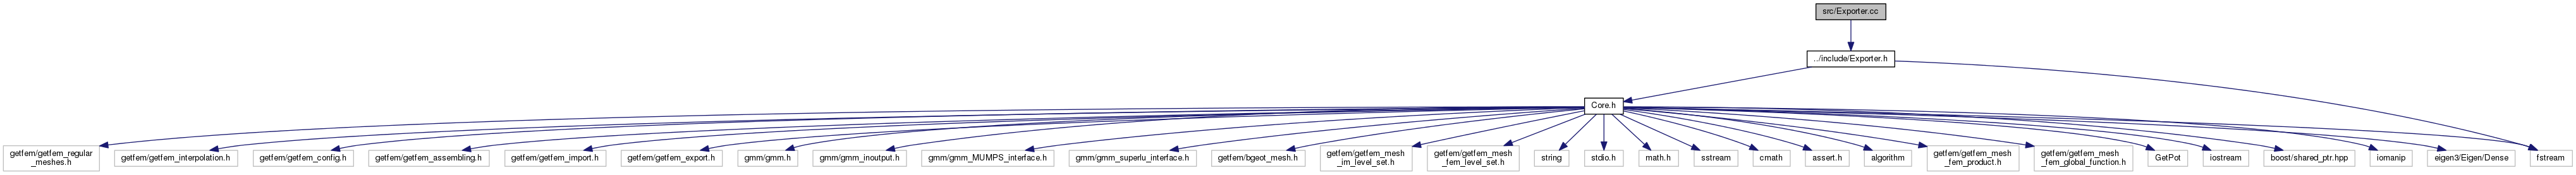 src/Exporter.cc
../include/Exporter.h
Core.h
getfem/getfem_regular
_meshes.h
getfem/getfem_interpolation.h
getfem/getfem_config.h
getfem/getfem_assembling.h
getfem/getfem_import.h
getfem/getfem_export.h
gmm/gmm.h
gmm/gmm_inoutput.h
gmm/gmm_MUMPS_interface.h
gmm/gmm_superlu_interface.h
getfem/bgeot_mesh.h
getfem/getfem_mesh
_im_level_set.h
getfem/getfem_mesh
_fem_level_set.h
string
stdio.h
math.h
sstream
cmath
assert.h
algorithm
getfem/getfem_mesh
_fem_product.h
getfem/getfem_mesh
_fem_global_function.h
GetPot
iostream
boost/shared_ptr.hpp
iomanip
eigen3/Eigen/Dense
fstream